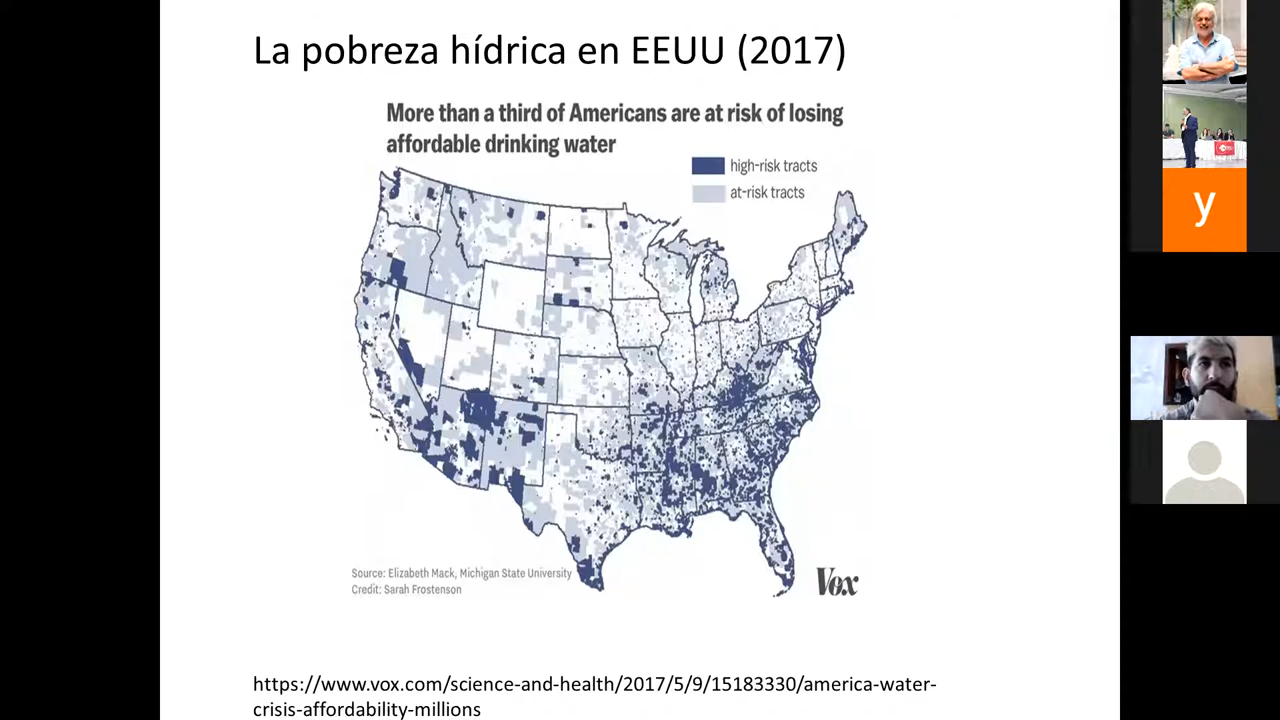 La pobreza hídrica en EEUU (2017)
More than a third of Americans are at risk of losing
affordable drinking water
high-risk tracts
at-risk tracts
Source: Elizabeth Mack, Michigan State University
Credit: Sarah Frostenson
Vox
https://www.vox.com/science-and-health/2017/5/9/15183330/america-water-
crisis-affordability-millions
y